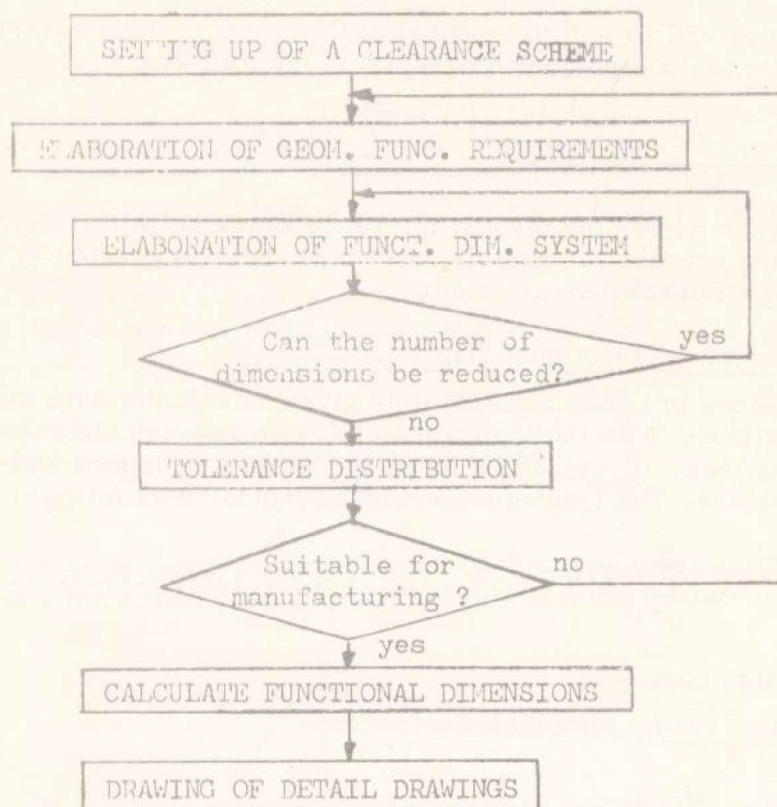 SETTING UP OF A CLEARANCE SCHEME
ELABORATION OF GEOM. FUNC. REQUIREMENTS
ELABORATION OF FUNCT. DIM. SYSTEM
Can the number of
dimensions be reduced?
yes
no
TOLERANCE DISTRIBUTION
Suitable for
manufacturing ?
no
yes
CALCULATE FUNCTIONAL DIMENSIONS
DRAWING OF DETAIL DRAWINGS